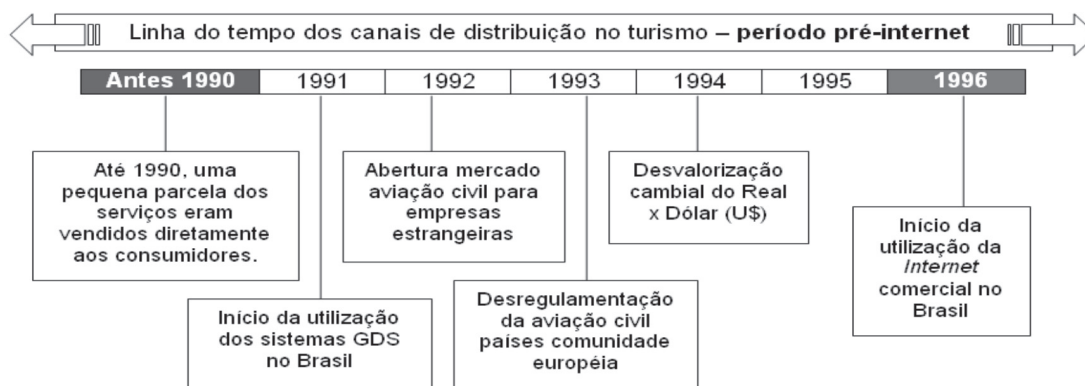 Linha do tempo dos canais de distribuição no turismo – período pré-internet
Antes 1990
1991
1992
1993
1994
1995
1996
Até 1990, uma
pequena parcela dos
serviços eram
vendidos diretamente
aos consumidores.
Início da utilização
dos sistemas GDS
no Brasil
Abertura mercado
aviação civil para
empresas
estrangeiras
Desregulamentação
da aviação civil
países comunidade
européia
Desvalorização
cambial do Real
x Dólar (U$)
Início da
utilização da
Internet
comercial no
Brasil